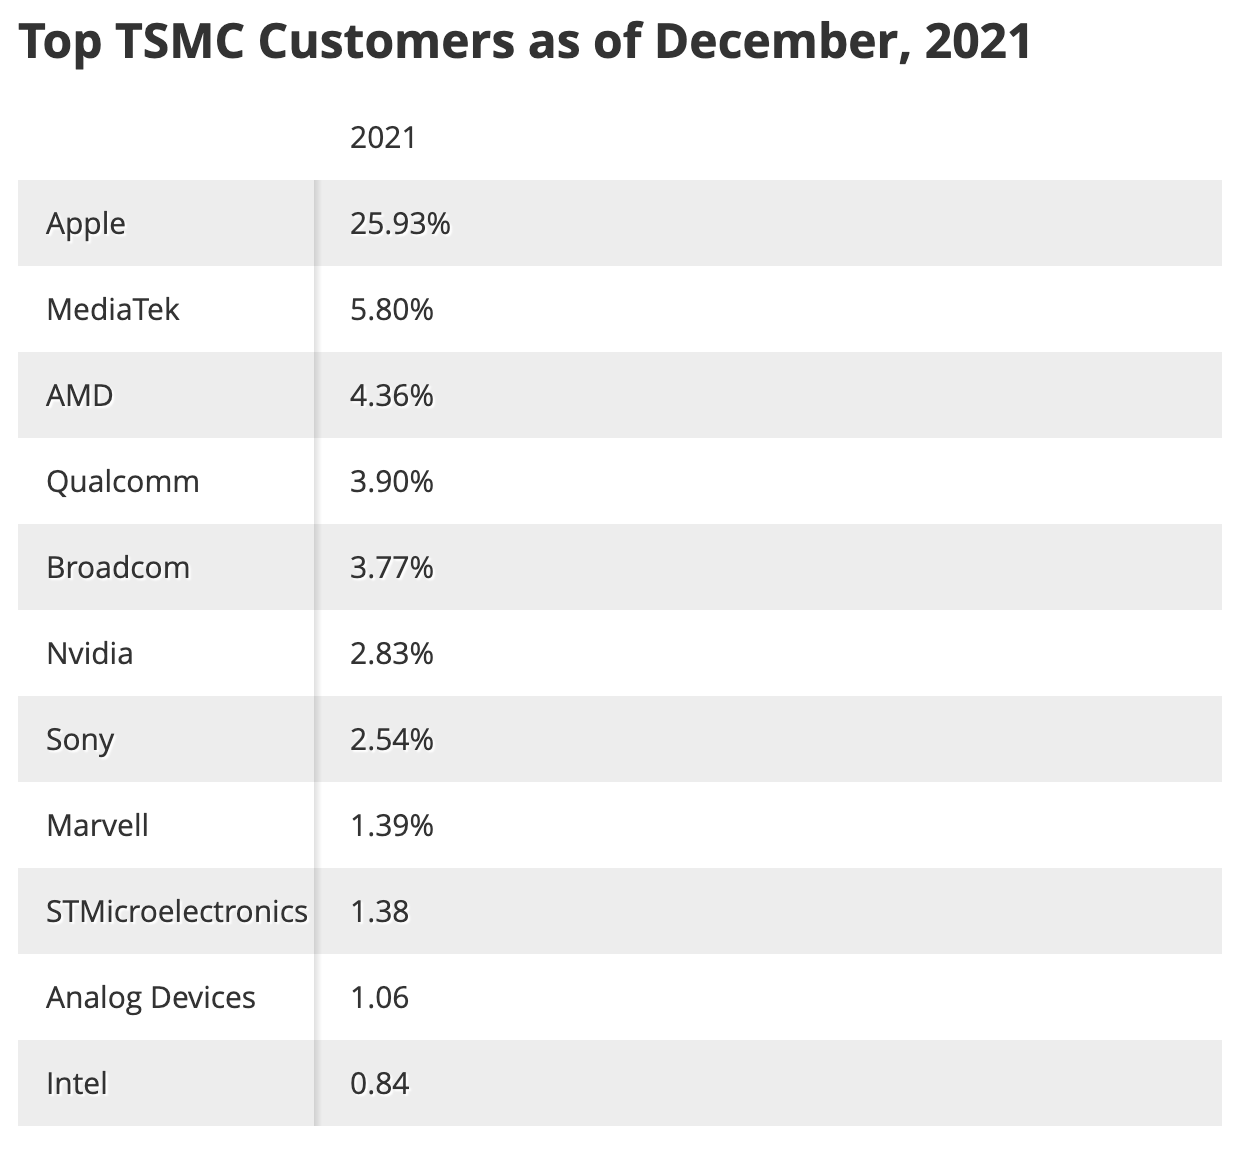 Top TSMC Customers as of December, 2021
2021
Apple 25.93%
MediaTek 5.80%
AMD 4.36%
Qualcomm 3.90%
Broadcom 3.77%
Nvidia 2.83%
Sony 2.54%
Marvell 1.39%
STMicroelectronics 1.38
Analog Devices 1.06
Intel 0.84